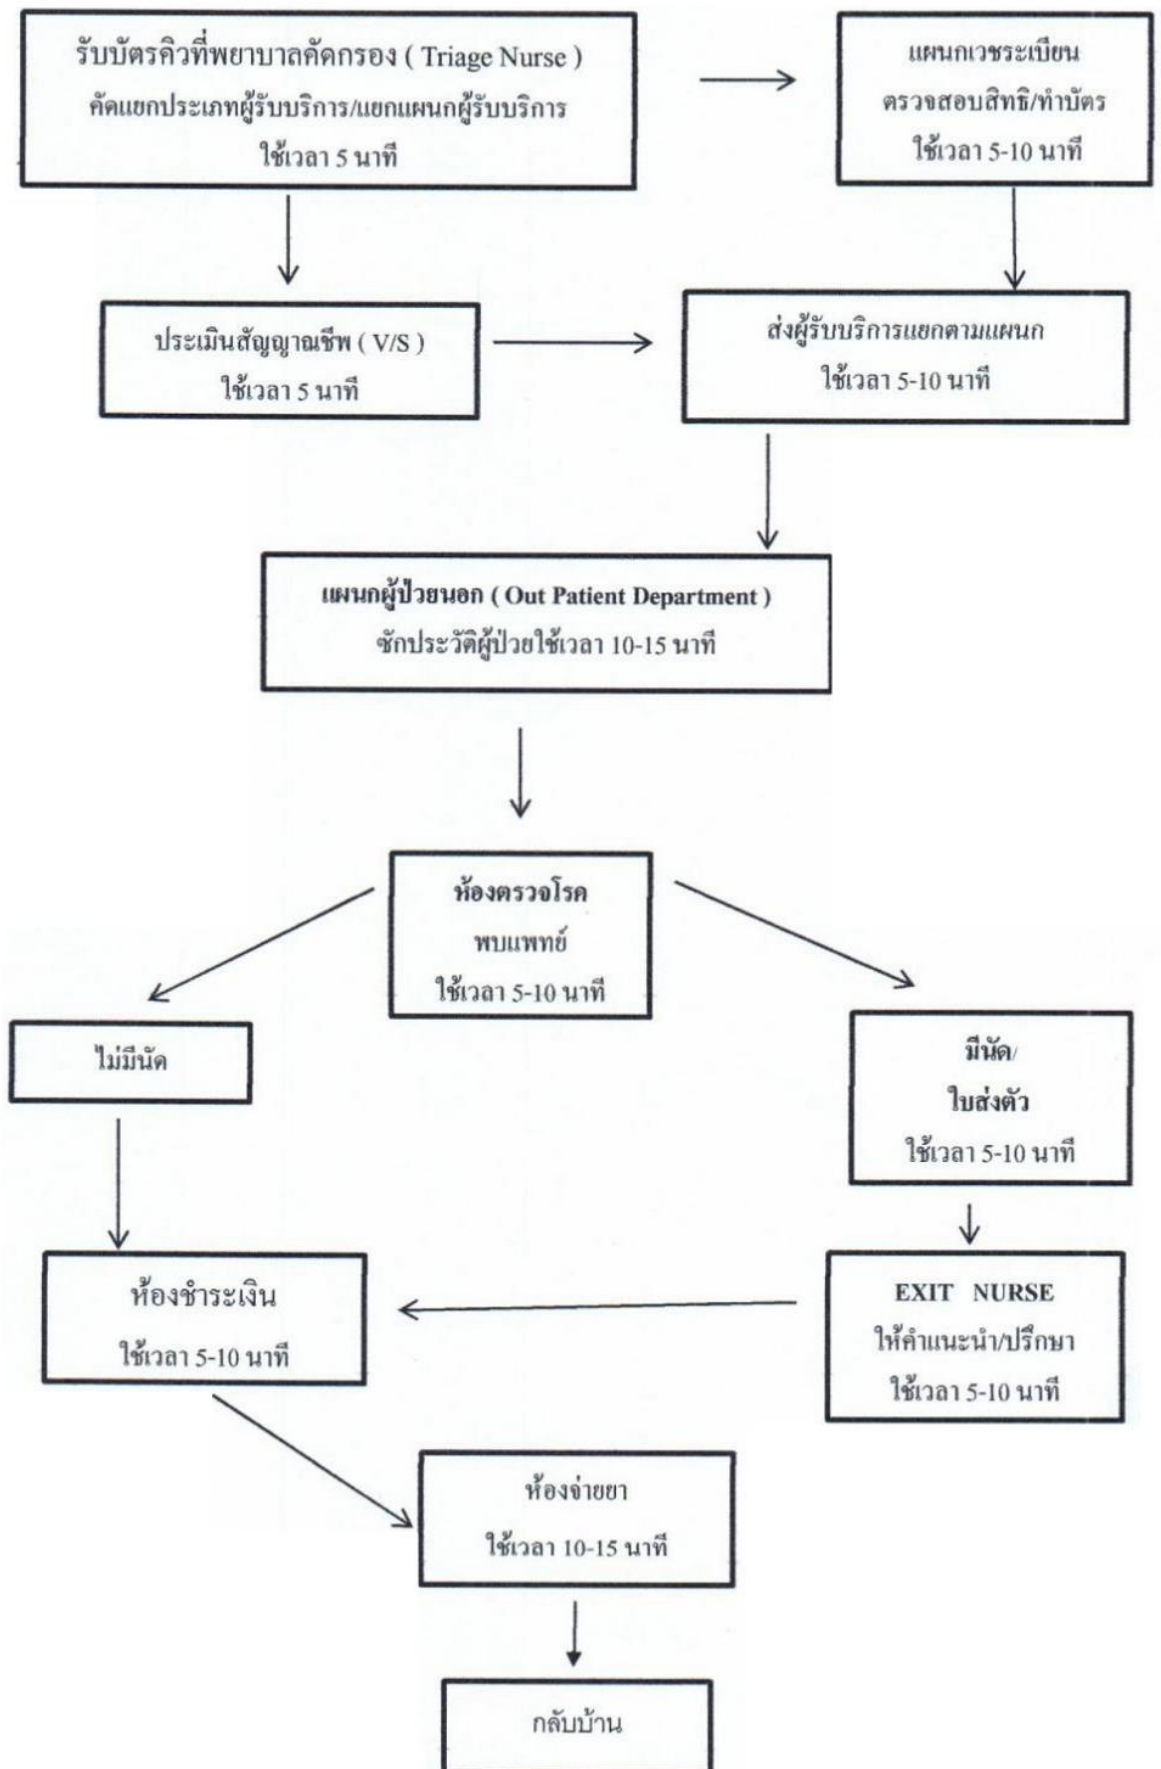 รับบัตรคิวที่พยาบาลคัดกรอง ( Triage Nurse )
คัดแยกประเภทผู้รับบริการ/แยกแผนกผู้รับบริการ
ใช้เวลา 5 นาที
แผนกเวชระเบียน
ตรวจสอบสิทธิ/ทำบัตร
ใช้เวลา 5-10 นาที
ประเมินสัญญาณชีพ ( V/S )
ใช้เวลา 5 นาที
ส่งผู้รับบริการแยกตามแผนก
ใช้เวลา 5-10 นาที
แผนกผู้ป่วยนอก ( Out Patient Department )
ซักประวัติผู้ป่วยใช้เวลา 10-15 นาที
ห้องตรวจโรค
พบแพทย์
ใช้เวลา 5-10 นาที
ไม่มีนัด
มีนัด/
ใบส่งตัว
ใช้เวลา 5-10 นาที
ห้องชำระเงิน
ใช้เวลา 5-10 นาที
EXIT NURSE
ให้คำแนะนำ/ปรึกษา
ใช้เวลา 5-10 นาที
ห้องจ่ายยา
ใช้เวลา 10-15 นาที
กลับบ้าน